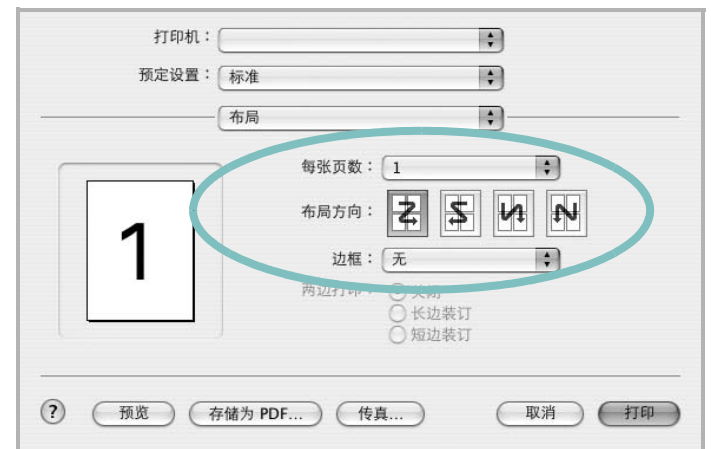 打印机：
预定设置： 标准
布局
每张页数： 1
布局方向：
1
边框： 无
两边打印： 关闭
长边装订
短边装订
? 预览 存储为 PDF... 传真... 取消 打印